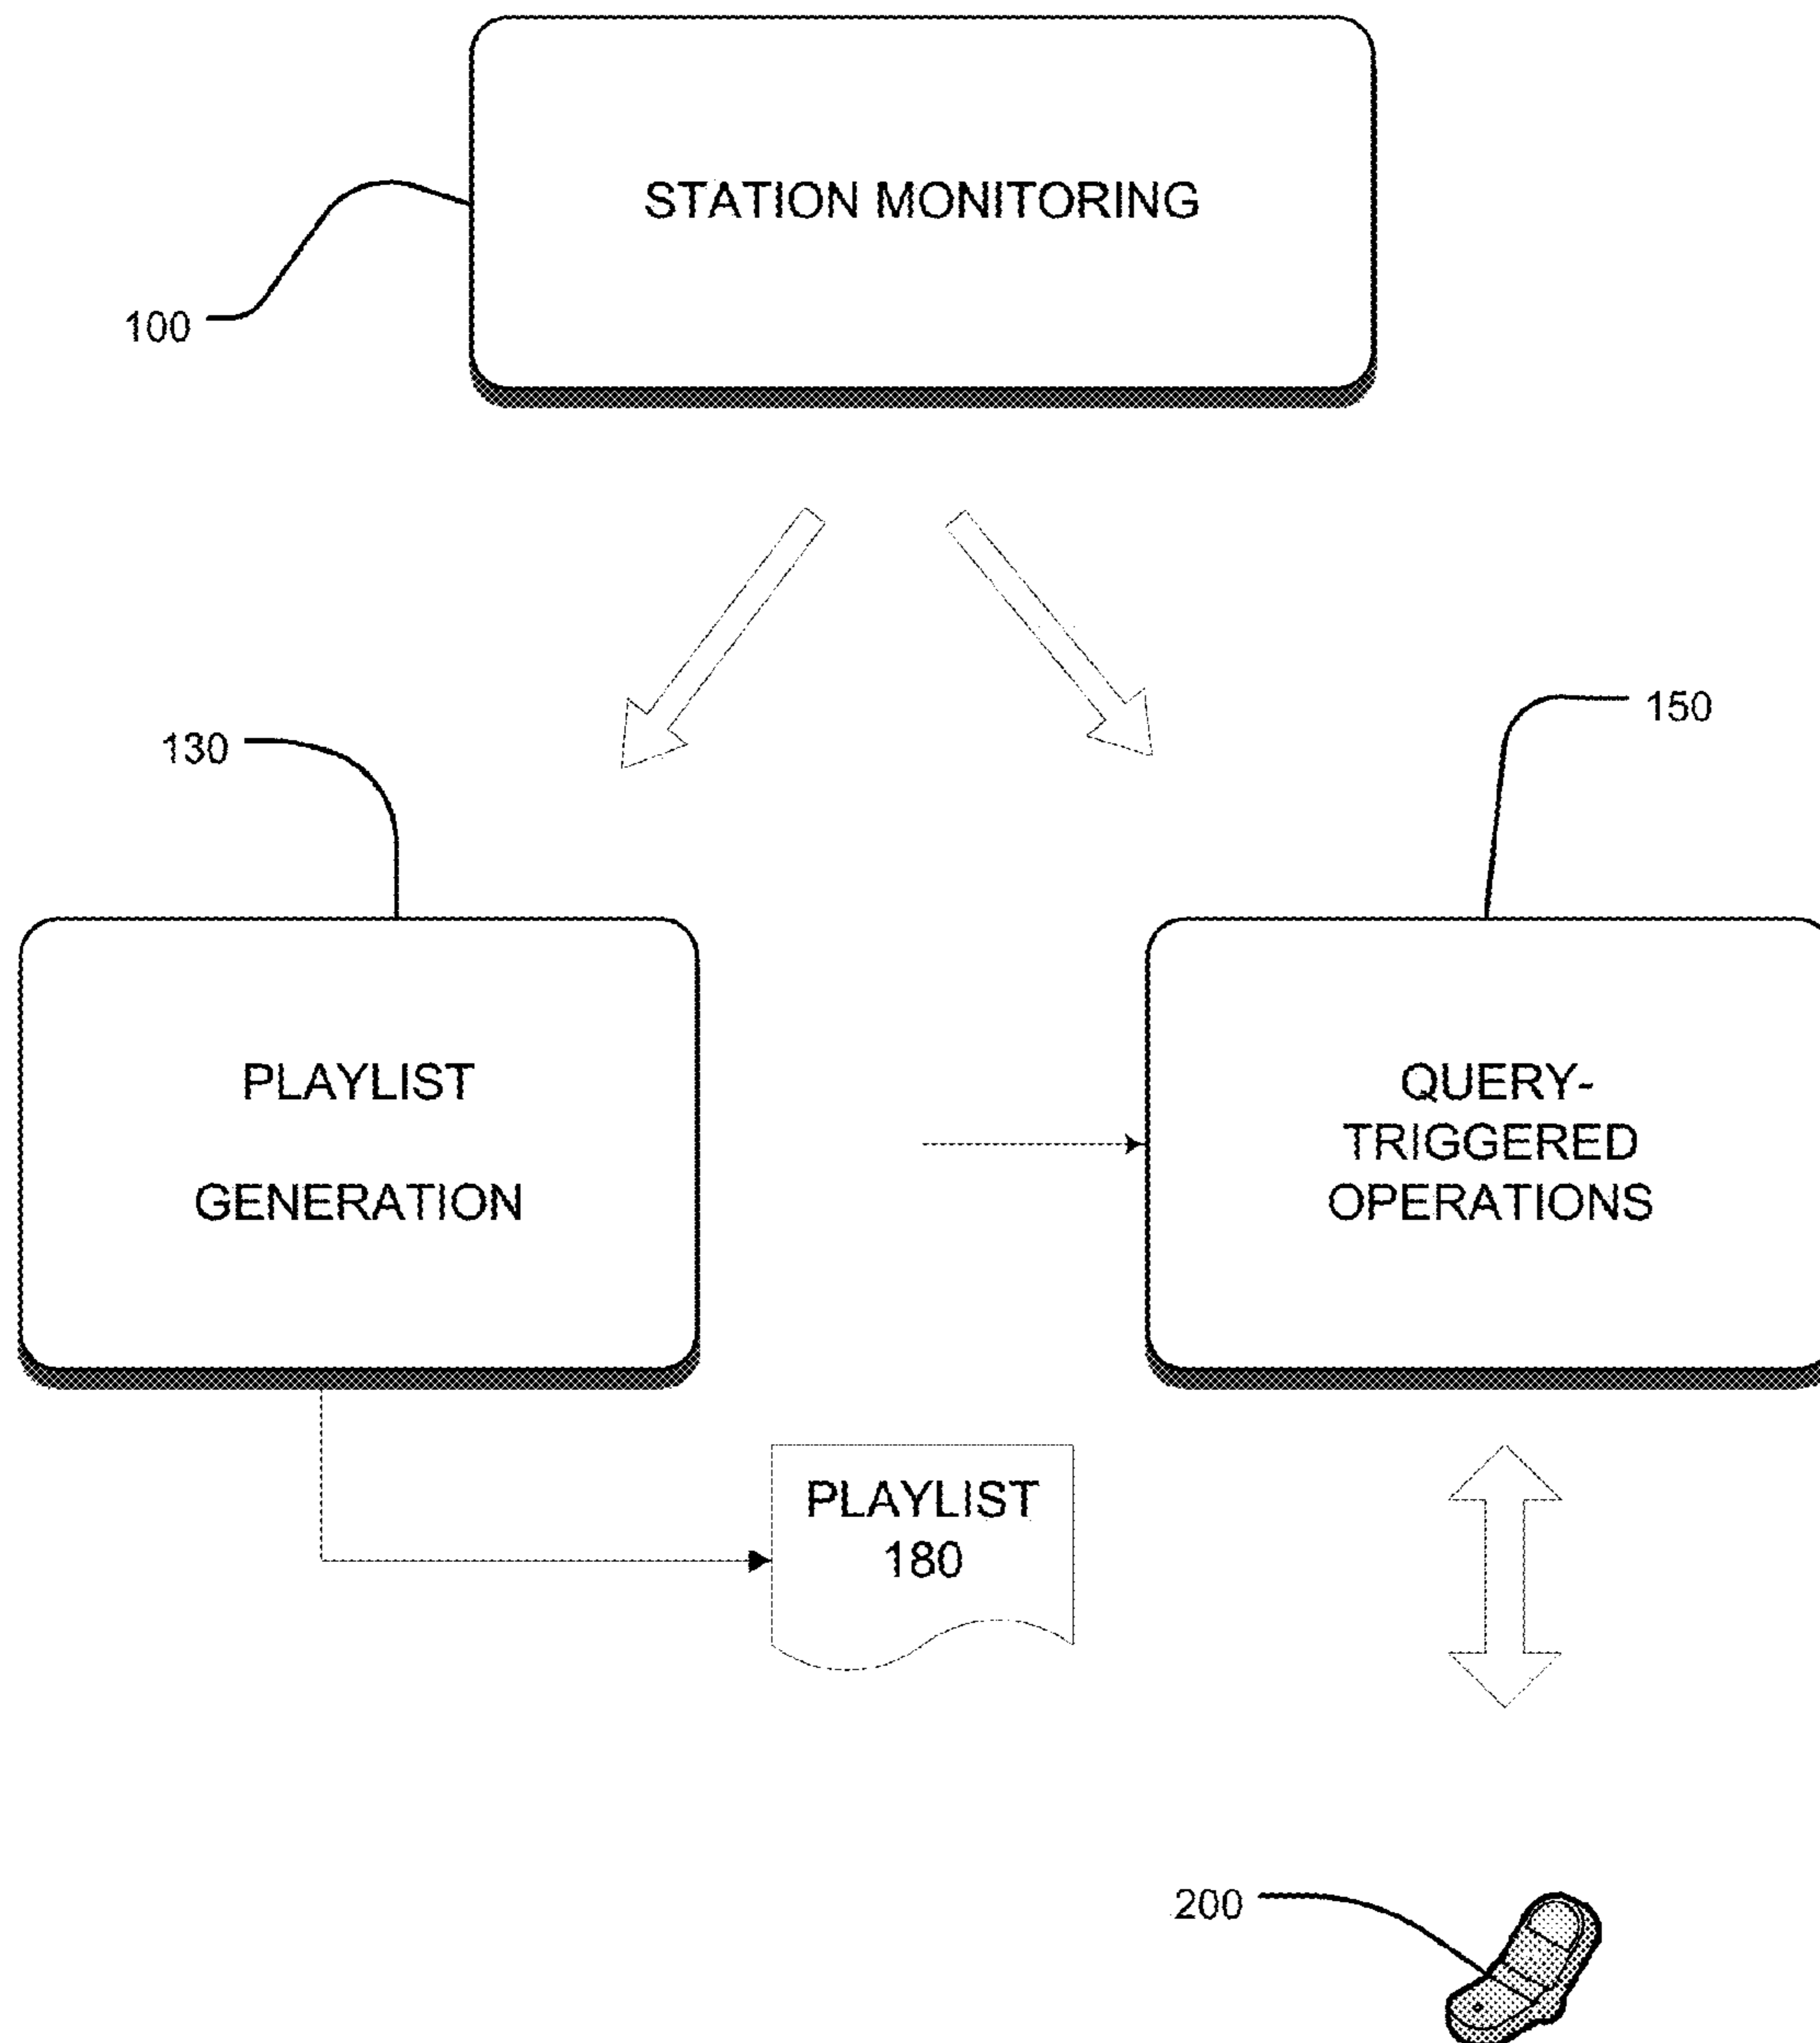 STATION MONITORING
100
130
150
PLAYLIST
GENERATION
QUERY-
TRIGGERED
OPERATIONS
PLAYLIST
180
200